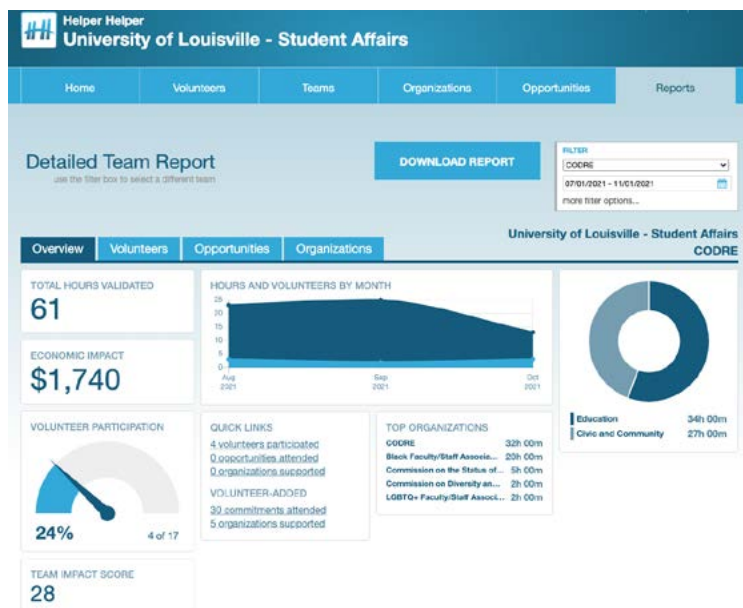 Helper Helper
University of Louisville - Student Affairs
Home
Volunteers
Teams
Organizations
Opportunities
Reports
Detailed Team Report
use the filter box to select a different team
DOWNLOAD REPORT
FILTER
CODRE
07/01/2021 - 11/01/2021
more filter options...
University of Louisville - Student Affairs
CODRE
Overview
Volunteers
Opportunities
Organizations
TOTAL HOURS VALIDATED
61
ECONOMIC IMPACT
$1,740
VOLUNTEER PARTICIPATION
24%
4 of 17
TEAM IMPACT SCORE
28
HOURS AND VOLUNTEERS BY MONTH
25
20
15
10
5
0
Aug
2021
Sep
2021
Oct
2021
QUICK LINKS
4 volunteers participated
0 opportunities attended
0 organizations supported
VOLUNTEER-ADDED
30 commitments attended
5 organizations supported
TOP ORGANIZATIONS
CODRE 32h 00m
Black Faculty/Staff Associa... 20h 00m
Commission on the Status of... 5h 00m
Commission on Diversity an... 2h 00m
LGBTQ+ Faculty/Staff Associ... 2h 00m
Education 34h 00m
Civic and Community 27h 00m